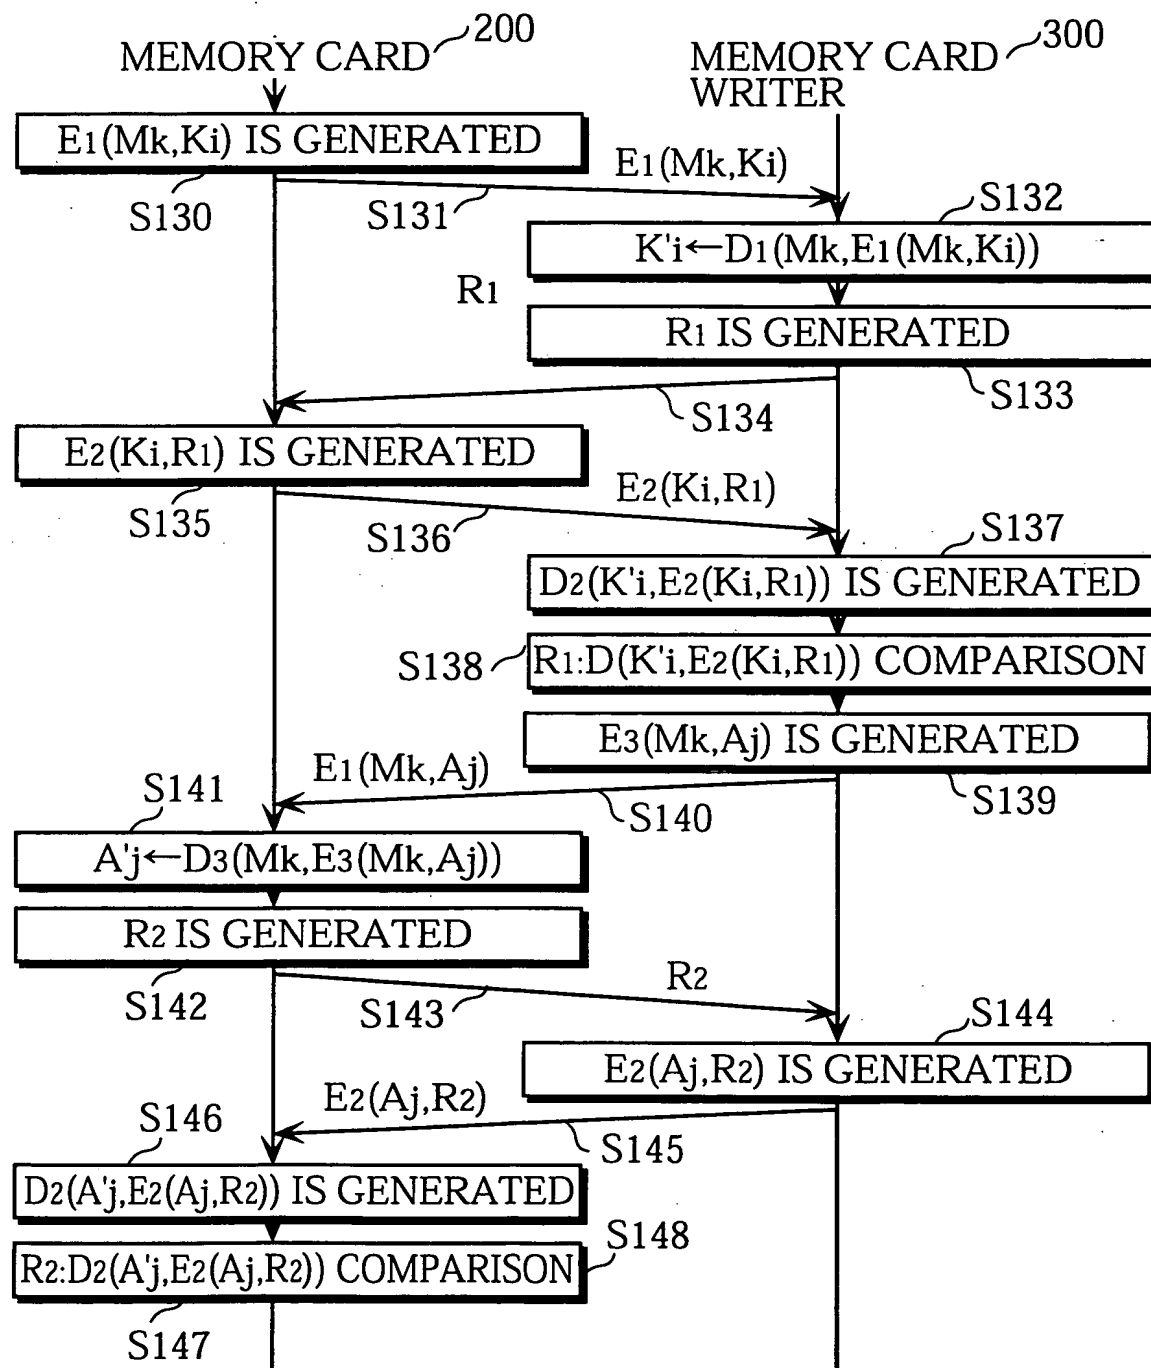 200
MEMORY CARD
300
MEMORY CARD
WRITER
E1(Mk,Ki) IS GENERATED
E1(Mk,Ki)
S130
S131
S132
K'i←D1(Mk,E1(Mk,Ki))
R1
R1 IS GENERATED
S133
S134
E2(Ki,R1) IS GENERATED
E2(Ki,R1)
S135
S136
S137
D2(K'i,E2(Ki,R1)) IS GENERATED
S138
R1:D(K'i,E2(Ki,R1)) COMPARISON
E3(Mk,Aj) IS GENERATED
E1(Mk,Aj)
S141
S140
S139
A'j←D3(Mk,E3(Mk,Aj))
R2 IS GENERATED
R2
S142
S143
S144
E2(Aj,R2) IS GENERATED
E2(Aj,R2)
S146
S145
D2(A'j,E2(Aj,R2)) IS GENERATED
S148
R2:D2(A'j,E2(Aj,R2)) COMPARISON
S147